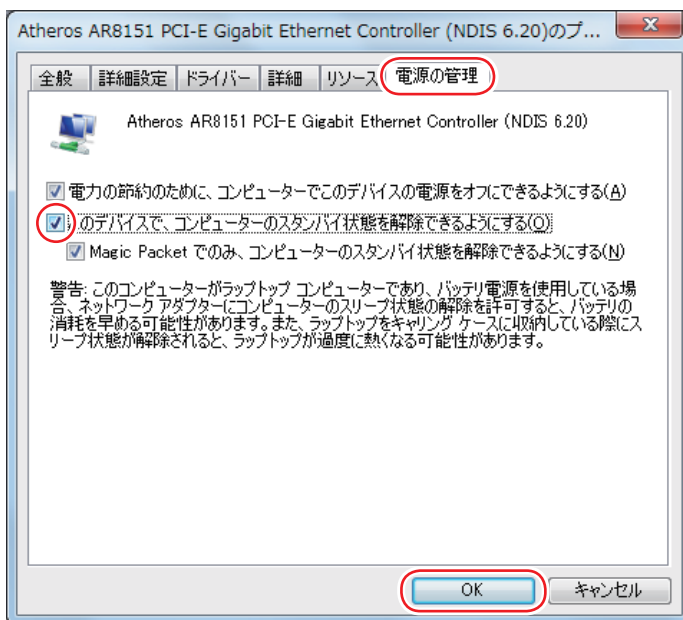 Atheros AR8151 PCI-E Gigabit Ethernet Controller (NDIS 6.20)のプ...
全般 詳細設定 ドライバー 詳細 リソース 電源の管理
Atheros AR8151 PCI-E Gigabit Ethernet Controller (NDIS 6.20)
電力の節約のために、コンピューターでこのデバイスの電源をオフにできるようにする(A)
のデバイスで、コンピューターのスタンバイ状態を解除できるようにする(O)
Magic Packet でのみ、コンピューターのスタンバイ状態を解除できるようにする(N)
警告: このコンピューターがラップトップ コンピューターであり、バッテリ電源を使用している場
合、ネットワーク アダプターにコンピューターのスリープ状態の解除を許可すると、バッテリの
消耗を早める可能性があります。また、ラップトップをキャリング ケースに収納している際にス
リープ状態が解除されると、ラップトップが過度に熱くなる可能性があります。
OK キャンセル